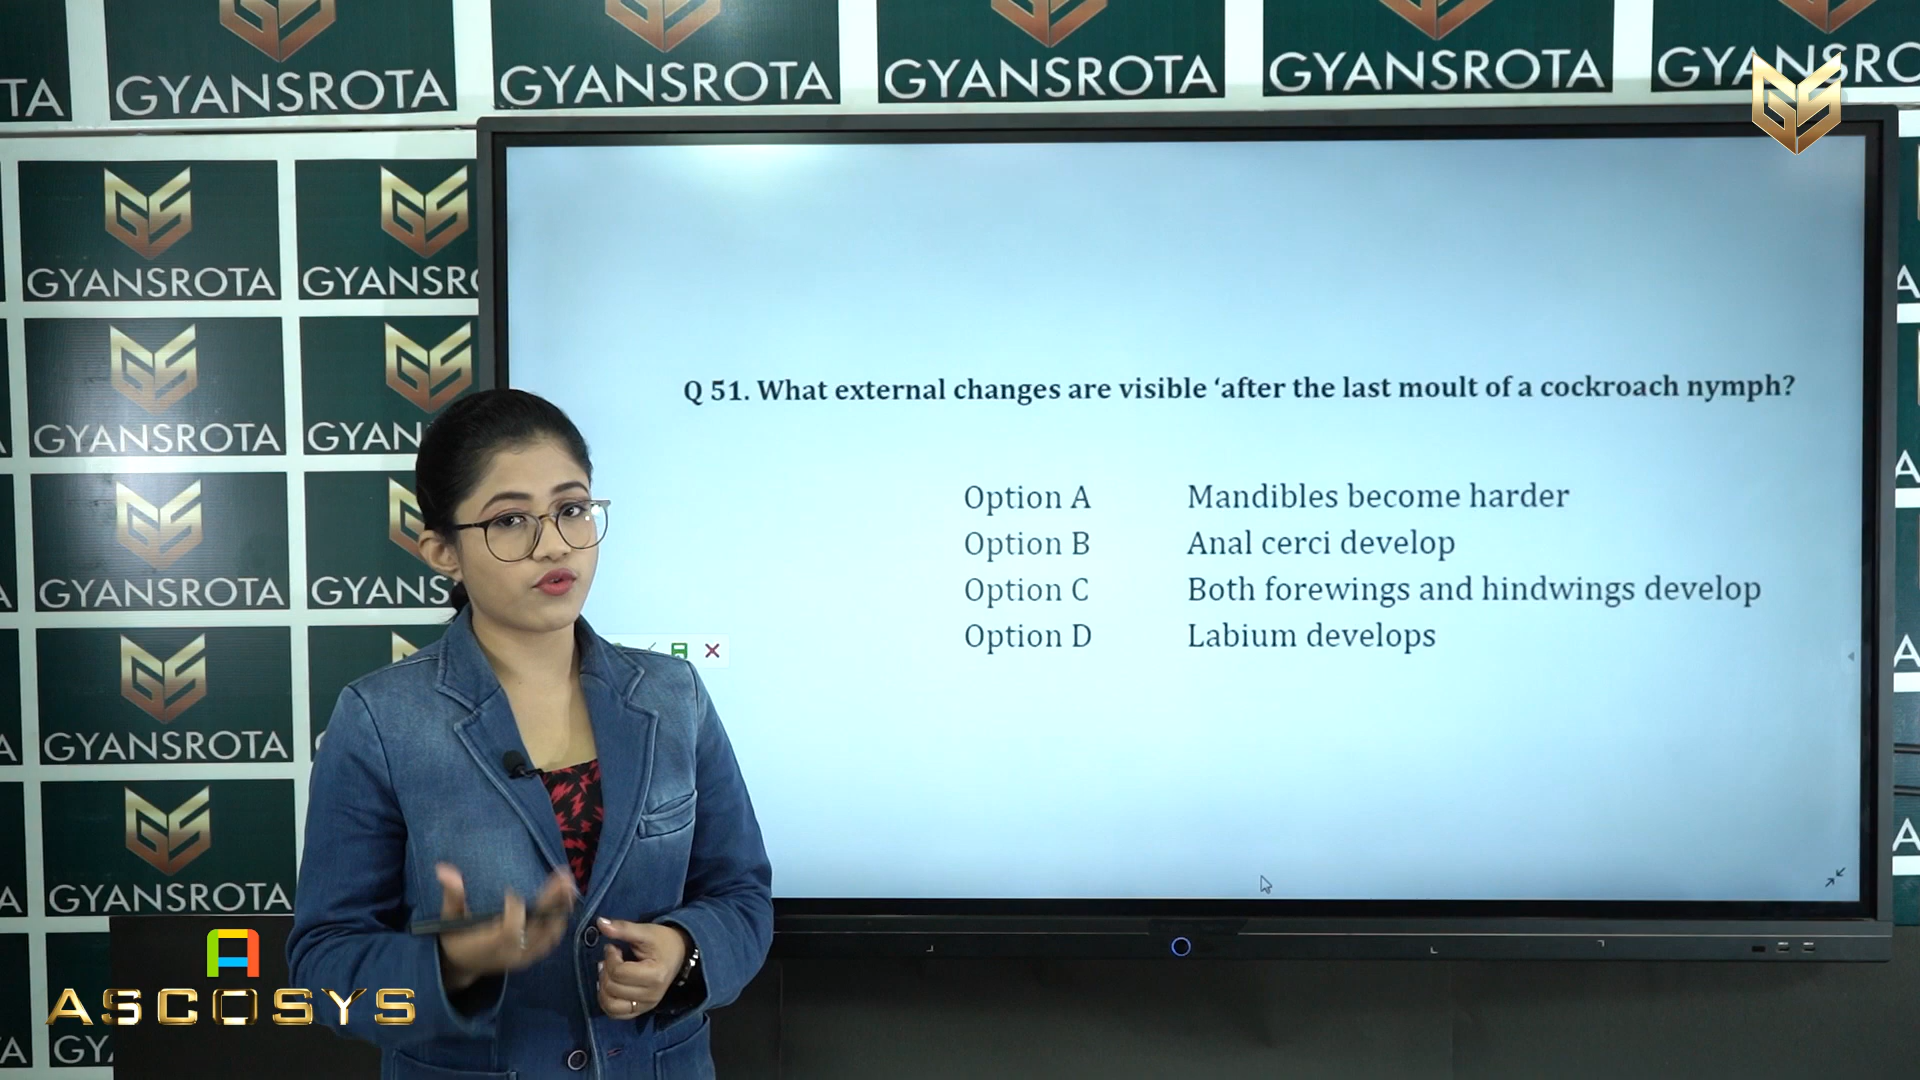 GYANSROTA GYANSROTA GYANSROTA GYANSROTA
GYANSROTA
GYANSROTA
Q 51. What external changes are visible ‘after the last moult of a cockroach nymph?
Option A Mandibles become harder
Option B Anal cerci develop
Option C Both forewings and hindwings develop
Option D Labium develops
GYANSROTA
GYANSROTA
GYANSROTA
ASCOSYS